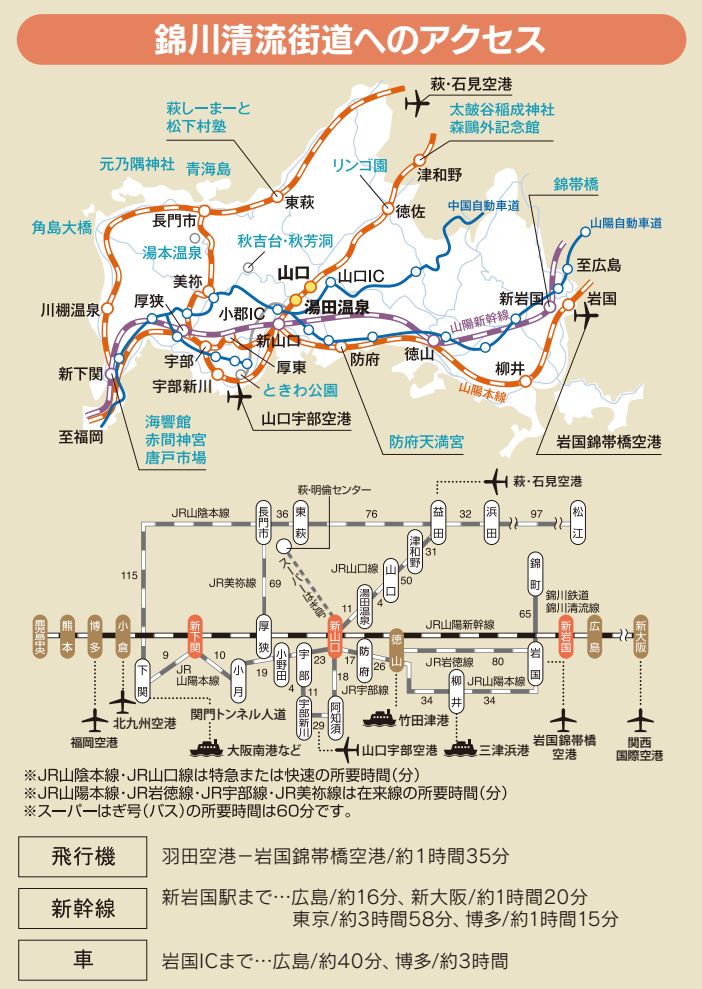 錦川清流街道へのアクセス
萩・石見空港
萩しーまーと
松下村塾
太皷谷稲成神社
森鷗外記念館
元乃隅神社
青海島
リンゴ園
津和野
錦帯橋
東萩
徳佐
中国自動車道
角島大橋
長門市
山陽自動車道
湯本温泉
秋吉台・秋芳洞
至広島
美祢
山口
山口IC
厚狭
湯田温泉
新岩国
岩国
川棚温泉
小郡IC
山陽新幹線
新山口
宇部
防府
徳山
新下関
厚東
柳井
宇部新川
ときわ公園
山陽本線
至福岡
海響館
赤間神宮
唐戸市場
山口宇部空港
防府天満宮
岩国錦帯橋空港
萩・石見空港
萩・明倫センター
JR山陰本線
長門市
36
東萩
76
益田
32
浜田
97
松江
スーパーはぎ号
津和野
31
115
JR美祢線
69
JR山口線
山口
50
錦町
湯田温泉
4
11
65
錦川鉄道
錦川清流線
鹿児島中央
熊本
博多
小倉
新下関
厚狭
新山口
JR山陽新幹線
徳山
新岩国
広島
新大阪
下関
9
JR
山陽本線
10
小月
19
小野田
4
宇部
23
17
防府
26
JR岩徳線
80
岩国
11
18
JR宇部線
JR山陽本線
宇部新川
29
阿知須
34
柳井
34
福岡空港
北九州空港
関門トンネル人道
大阪南港など
山口宇部空港
竹田津港
三津浜港
岩国錦帯橋
空港
関西
国際空港
※JR山陰本線・JR山口線は特急または快速の所要時間(分)
※JR山陽本線・JR岩徳線・JR宇部線・JR美祢線は在来線の所要時間(分)
※スーパーはぎ号(バス)の所要時間は60分です。
飛行機
羽田空港－岩国錦帯橋空港/約1時間35分
新幹線
新岩国駅まで…広島/約16分、新大阪/約1時間20分
東京/約3時間58分、博多/約1時間15分
車
岩国ICまで…広島/約40分、博多/約3時間